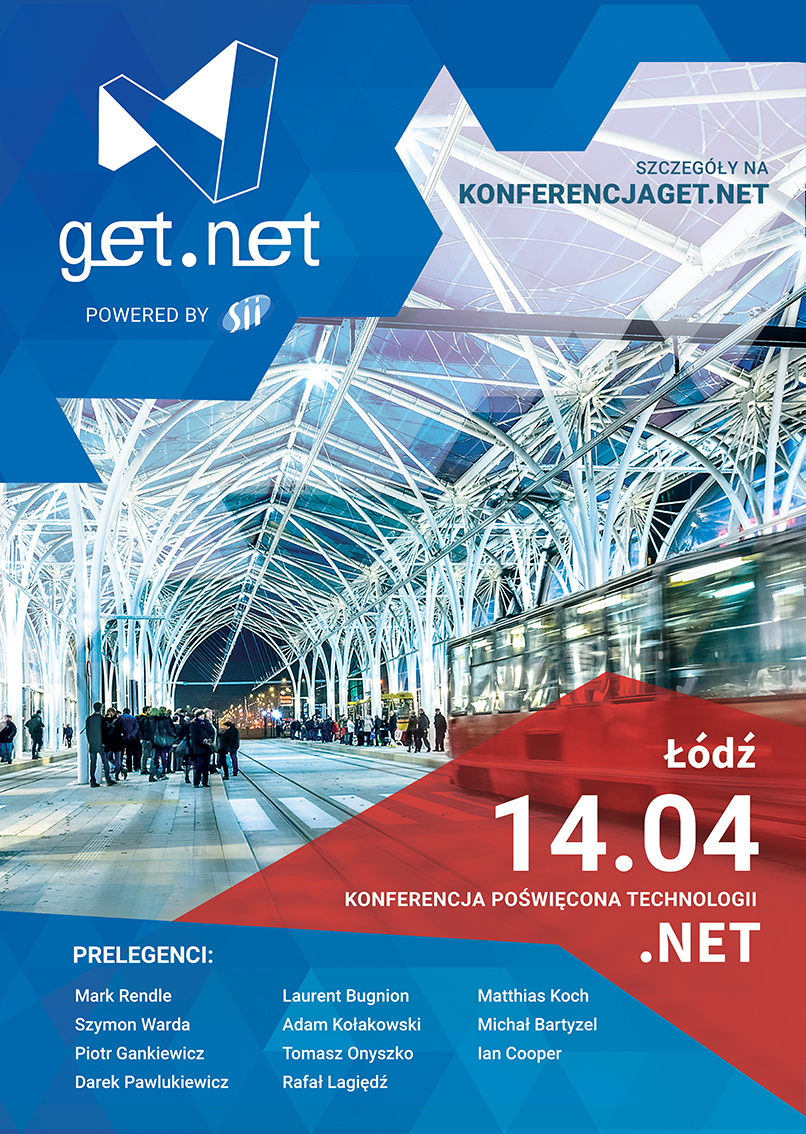 get.net
POWERED BY sii
SZCZEGÓŁY NA
KONFERENCJAGET.NET
Łódź
14.04
KONFERENCJA POŚWIĘCONA TECHNOLOGII
.NET
PRELEGENCI:
Mark Rendle
Szymon Warda
Piotr Gankiewicz
Darek Pawlukiewicz
Laurent Bugnion
Adam Kołakowski
Tomasz Onyszko
Rafał Lagiędź
Matthias Koch
Michał Bartyzel
Ian Cooper